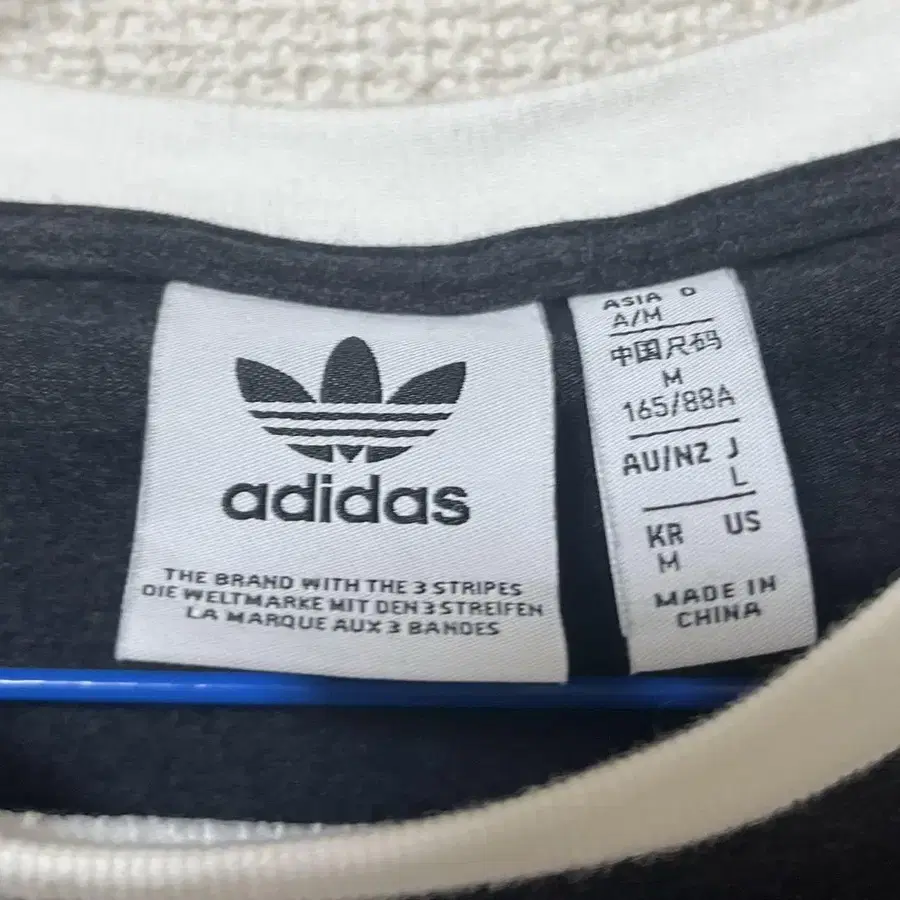 adidas
THE BRAND WITH THE 3 STRIPES
DIE WELTMARKE MIT DEN 3 STREIFEN
LA MARQUE AUX 3 BANDES
ASIA D
A/M
中国尺码
M
165/88A
AU/NZ J
L
KR US
M
MADE IN
CHINA